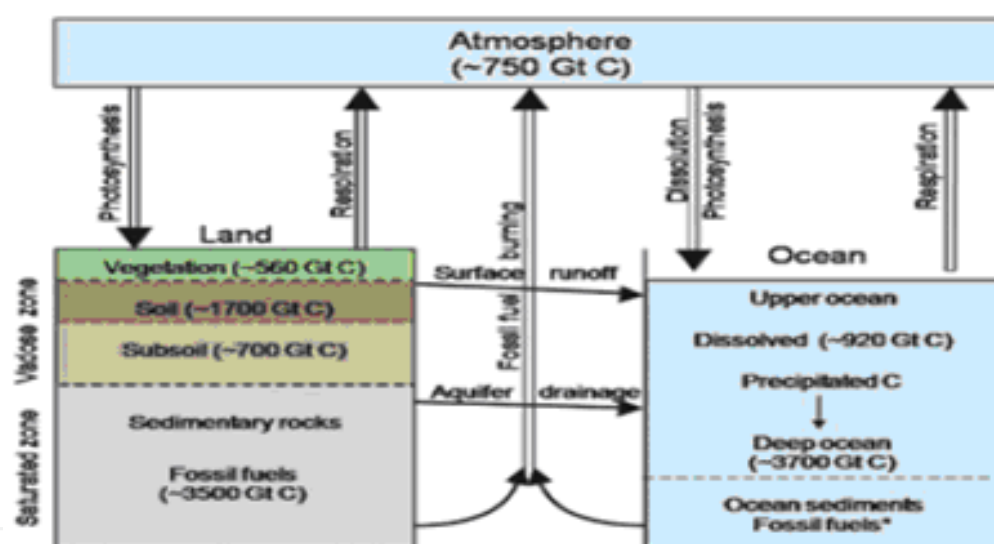 Atmosphere
(~750 Gt C)
Photosynthesis
Respiration
Fossil fuel burning
Dissolution
Photosynthesis
Respiration
Land
Ocean
Vadose zone
Saturated zone
Vegetation (~560 Gt C)
Soil (~1700 Gt C)
Subsoil (~700 Gt C)
Sedimentary rocks
Fossil fuels
(~3500 Gt C)
Surface runoff
Aquifer drainage
Upper ocean
Dissolved (~920 Gt C)
Precipitated C
Deep ocean
(~3700 Gt C)
Ocean sediments
Fossil fuels*